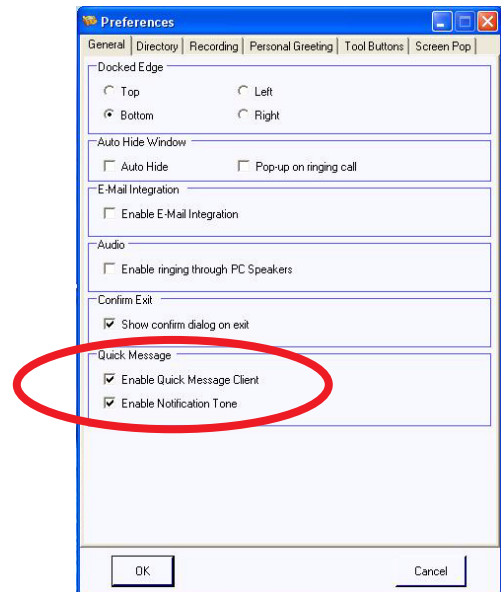 Preferences
General Directory Recording Personal Greeting Tool Buttons Screen Pop
Docked Edge
Top Left
Bottom Right
Auto Hide Window
Auto Hide Pop-up on ringing call
E-Mail Integration
Enable E-Mail Integration
Audio
Enable ringing through PC Speakers
Confirm Exit
Show confirm dialog on exit
Quick Message
Enable Quick Message Client
Enable Notification Tone
OK Cancel